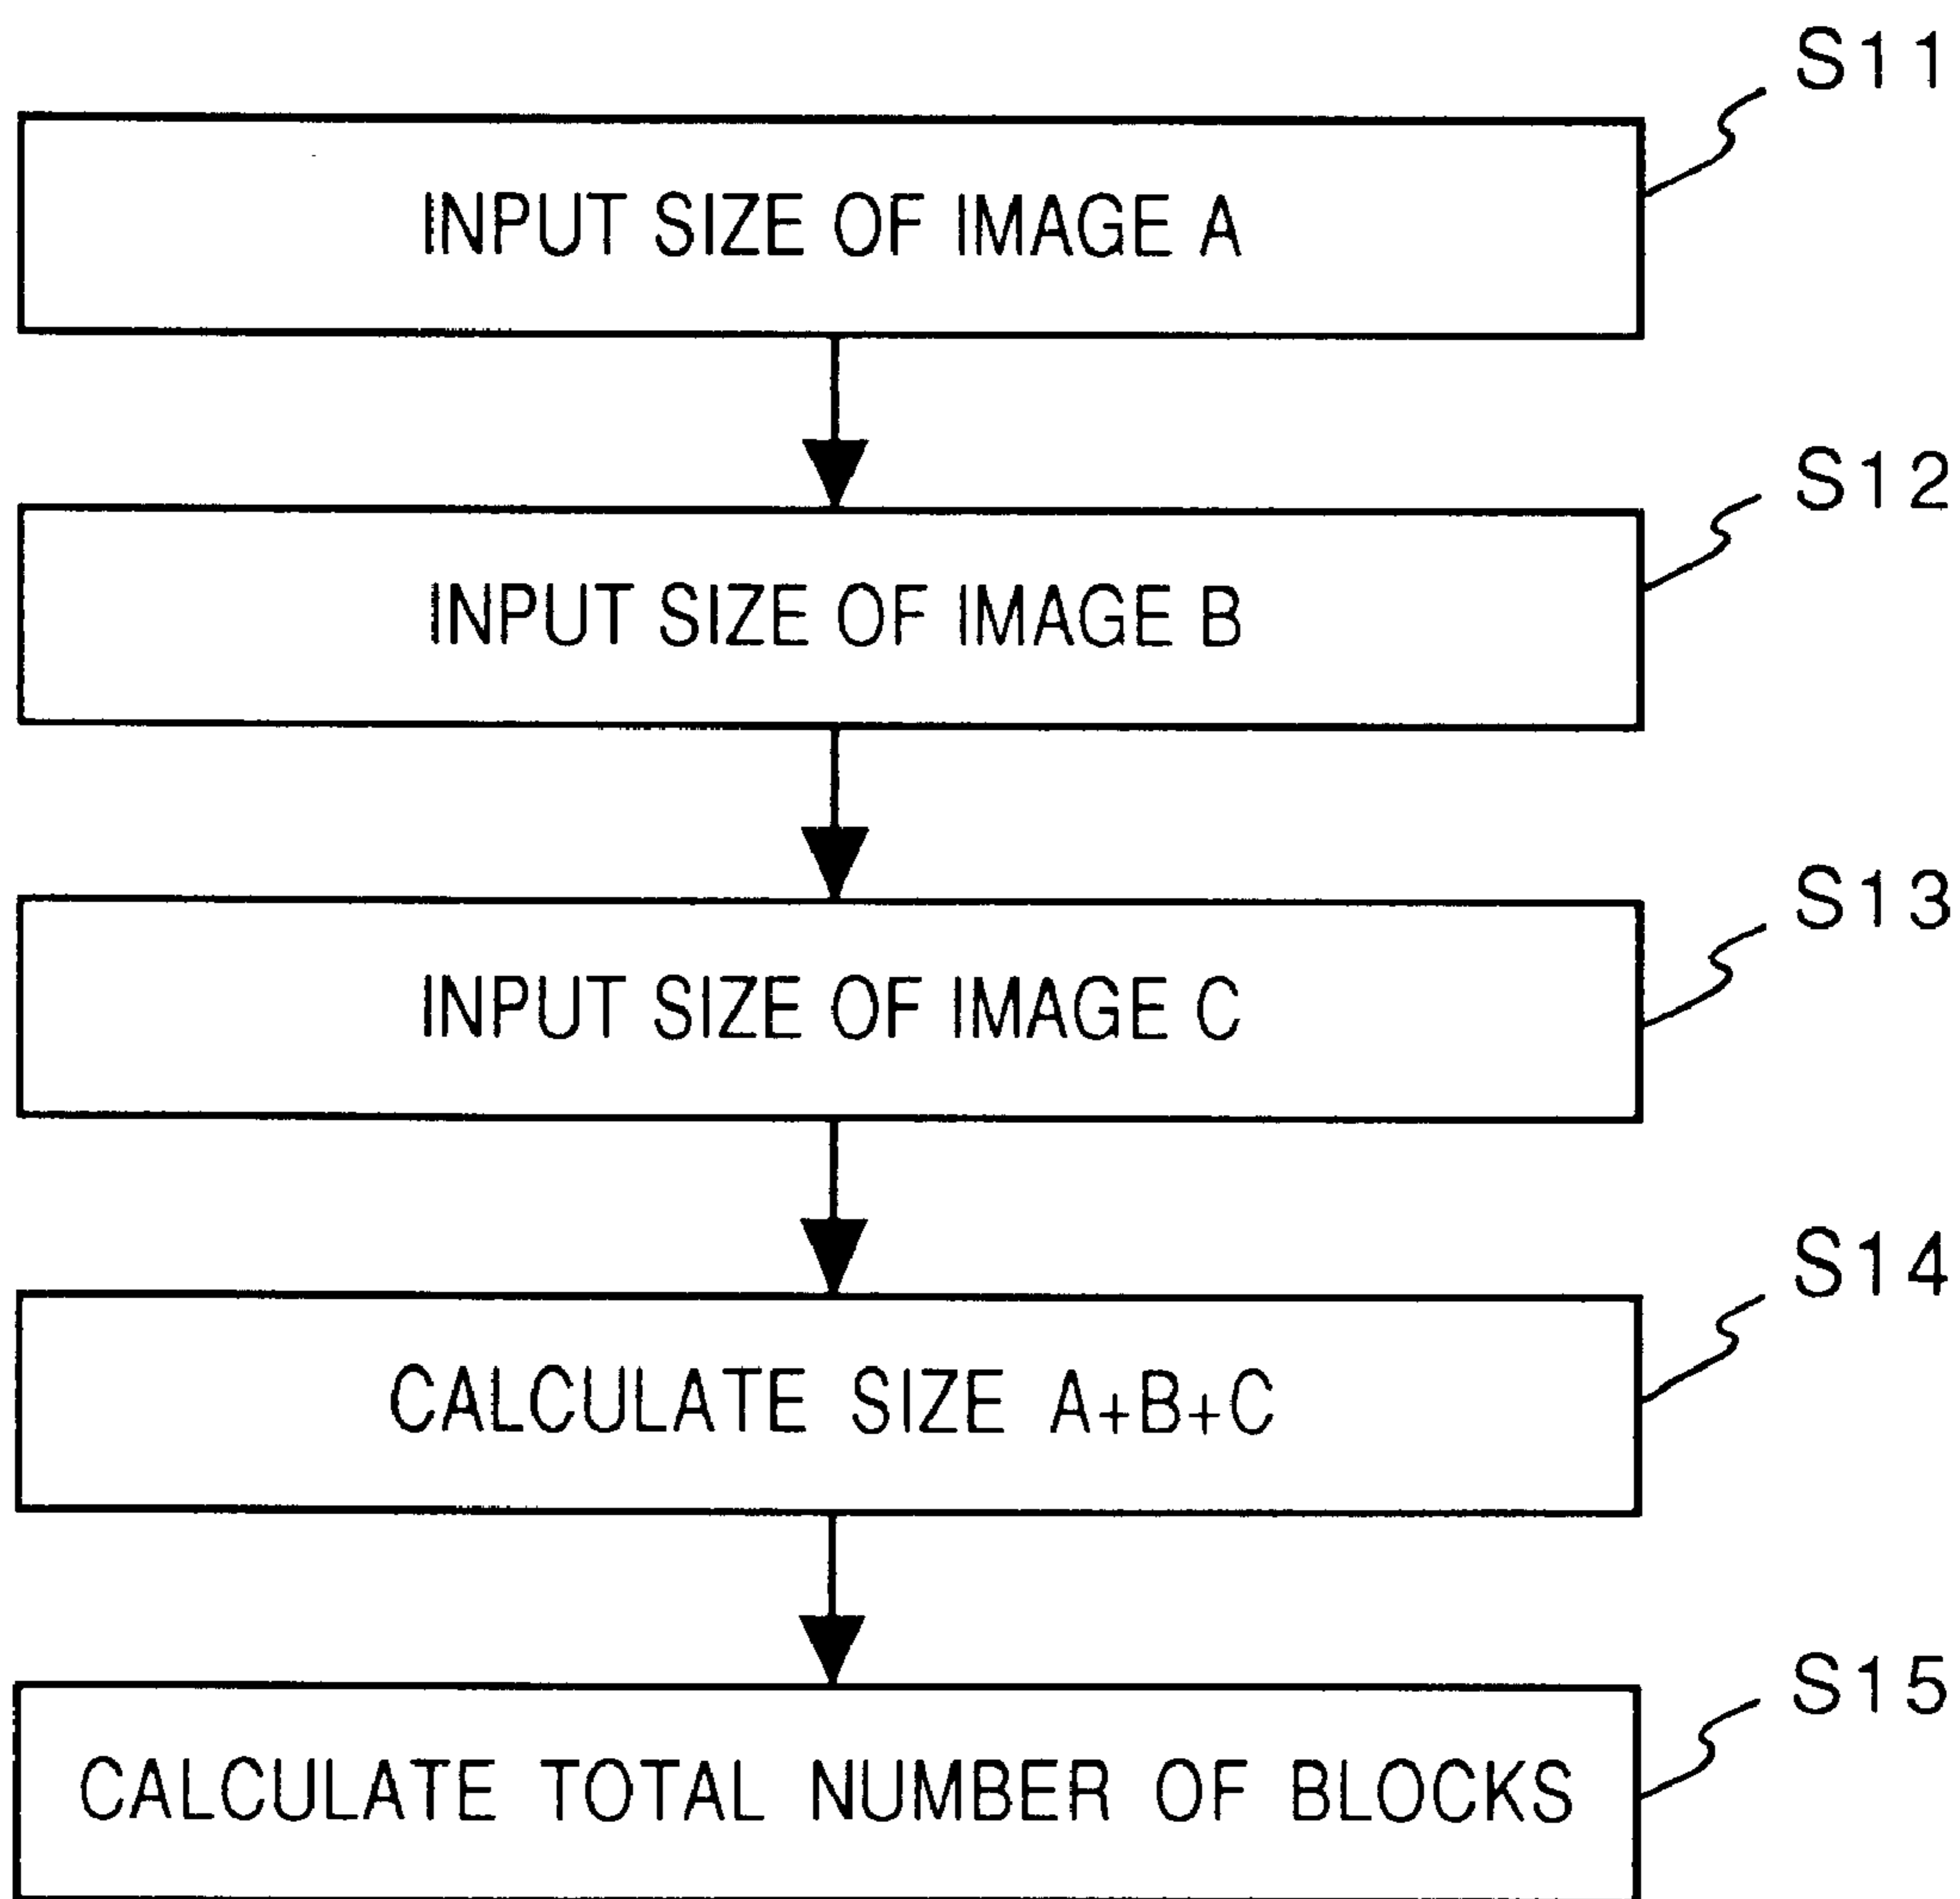 S11
INPUT SIZE OF IMAGE A
S12
INPUT SIZE OF IMAGE B
S13
INPUT SIZE OF IMAGE C
S14
CALCULATE SIZE A+B+C
S15
CALCULATE TOTAL NUMBER OF BLOCKS